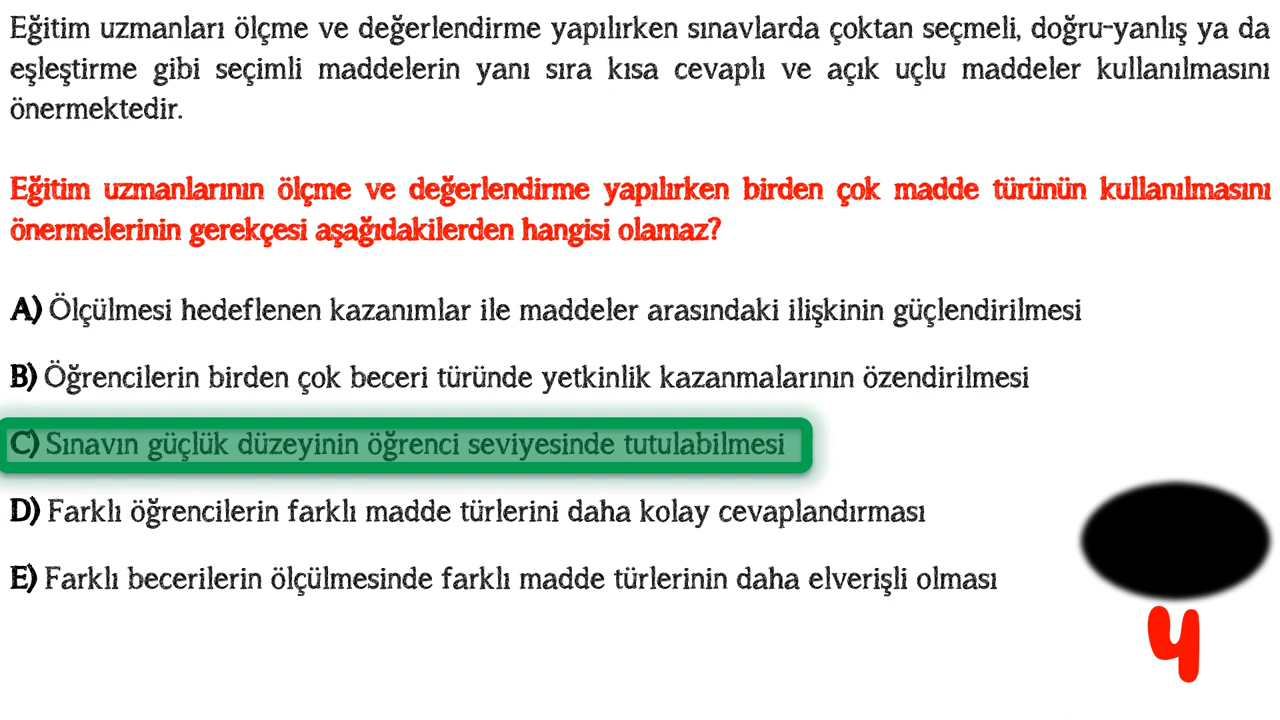 Eğitim uzmanları ölçme ve değerlendirme yapılırken sınavlarda çoktan seçmeli, doğru-yanlış ya da
eşleştirme gibi seçimli maddelerin yanı sıra kısa cevaplı ve açık uçlu maddeler kullanılmasını
önermektedir.
Eğitim uzmanlarının ölçme ve değerlendirme yapılırken birden çok madde türünün kullanılmasını
önermelerinin gerekçesi aşağıdakilerden hangisi olamaz?
A) Ölçülmesi hedeflenen kazanımlar ile maddeler arasındaki ilişkinin güçlendirilmesi
B) Öğrencilerin birden çok beceri türünde yetkinlik kazanmalarının özendirilmesi
C) Sınavın güçlük düzeyinin öğrenci seviyesinde tutulabilmesi
D) Farklı öğrencilerin farklı madde türlerini daha kolay cevaplandırması
E) Farklı becerilerin ölçülmesinde farklı madde türlerinin daha elverişli olması
4